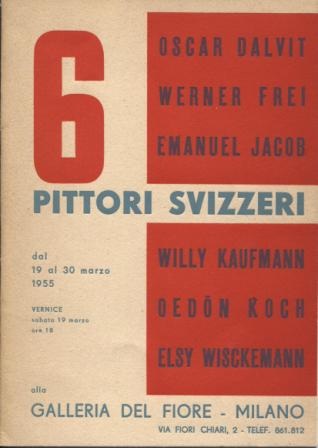 6
OSCAR DALVIT
WERNER FREI
EMANUEL JACOB
PITTORI SVIZZERI
dal
19 al 30 marzo
1955
VERNICE
sabato 19 marzo
ore 18
WILLY KAUFMANN
OEDÖN KOCH
ELSY WISCKEMANN
alla
GALLERIA DEL FIORE - MILANO
VIA FIORI CHIARI, 2 - TELEF. 861.812